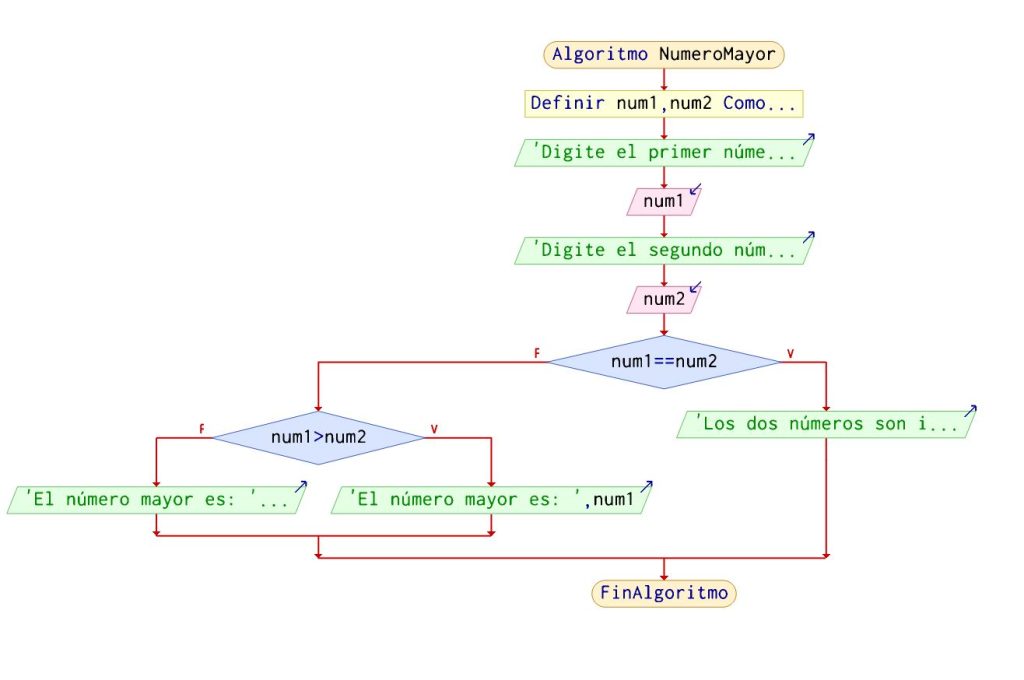 Algoritmo NumeroMayor
Definir num1,num2 Como...
'Digite el primer núme...
num1
'Digite el segundo núm...
num2
F
num1==num2
V
F
num1>num2
V
'Los dos números son i...
'El número mayor es: '...
'El número mayor es: ',num1
FinAlgoritmo